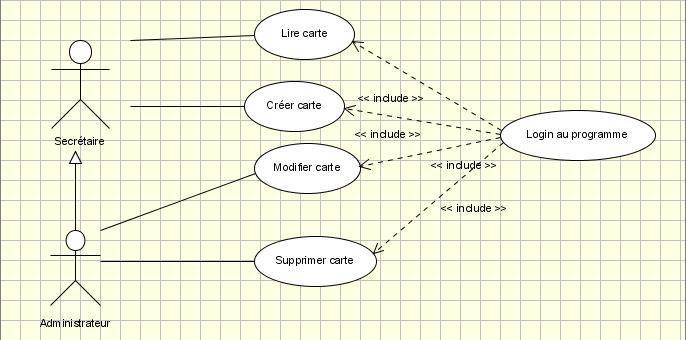 Lire carte
<< include >>
Créer carte
Login au programme
<< include >>
Secrétaire
Modifier carte
<< include >>
<< include >>
Supprimer carte
Administrateur